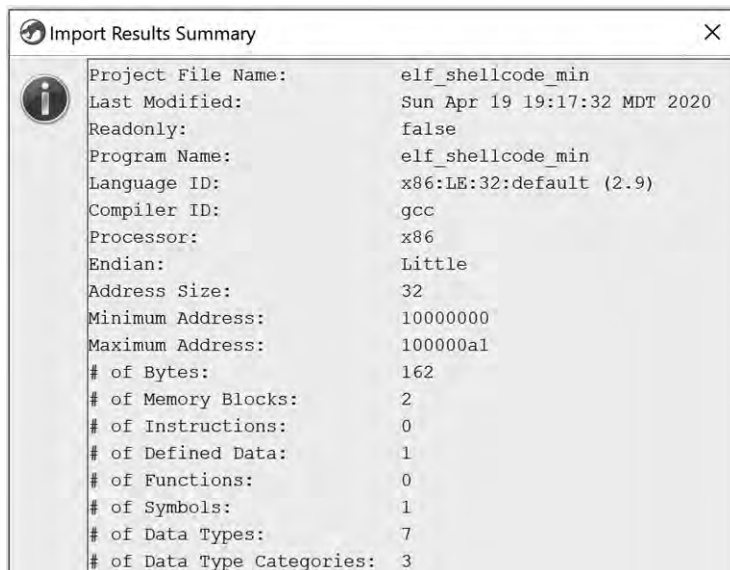 Import Results Summary
Project File Name: elf_shellcode_min
Last Modified: Sun Apr 19 19:17:32 MDT 2020
Readonly: false
Program Name: elf_shellcode_min
Language ID: x86:LE:32:default (2.9)
Compiler ID: gcc
Processor: x86
Endian: Little
Address Size: 32
Minimum Address: 10000000
Maximum Address: 100000a1
# of Bytes: 162
# of Memory Blocks: 2
# of Instructions: 0
# of Defined Data: 1
# of Functions: 0
# of Symbols: 1
# of Data Types: 7
# of Data Type Categories: 3